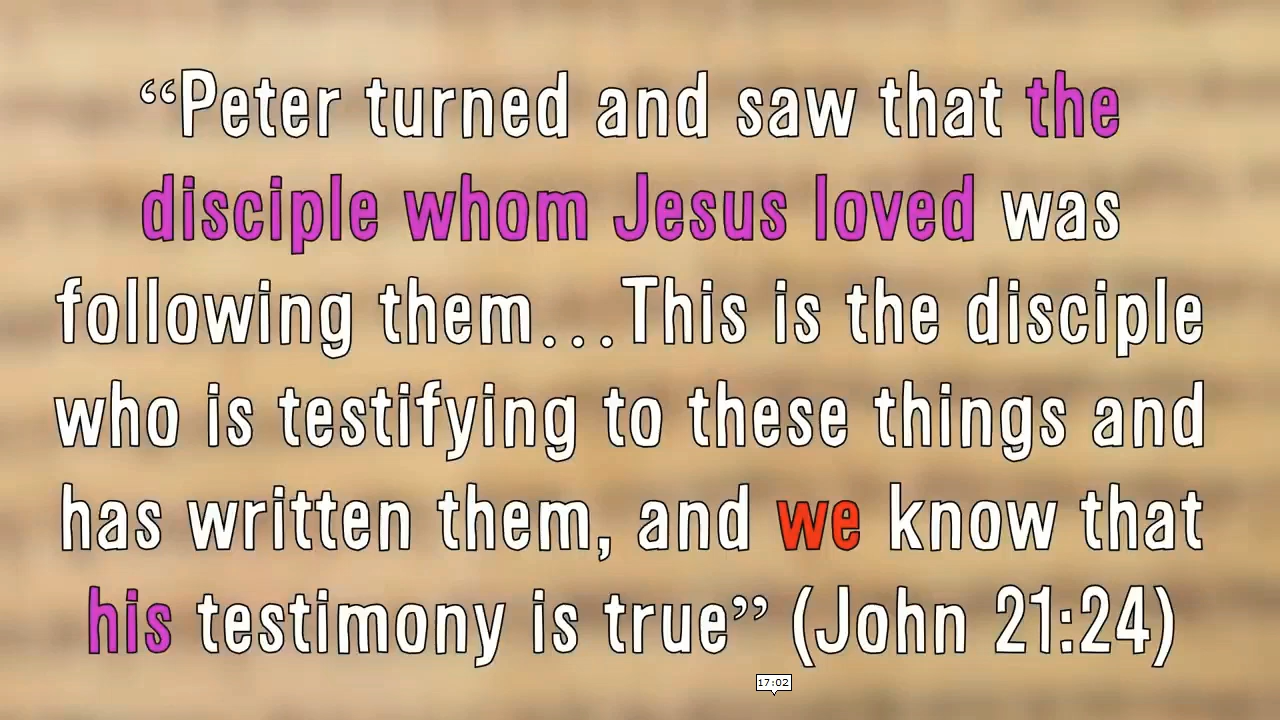 “Peter turned and saw that the
disciple whom Jesus loved was
following them...This is the disciple
who is testifying to these things and
has written them, and we know that
his testimony is true” (John 21:24)
17:02